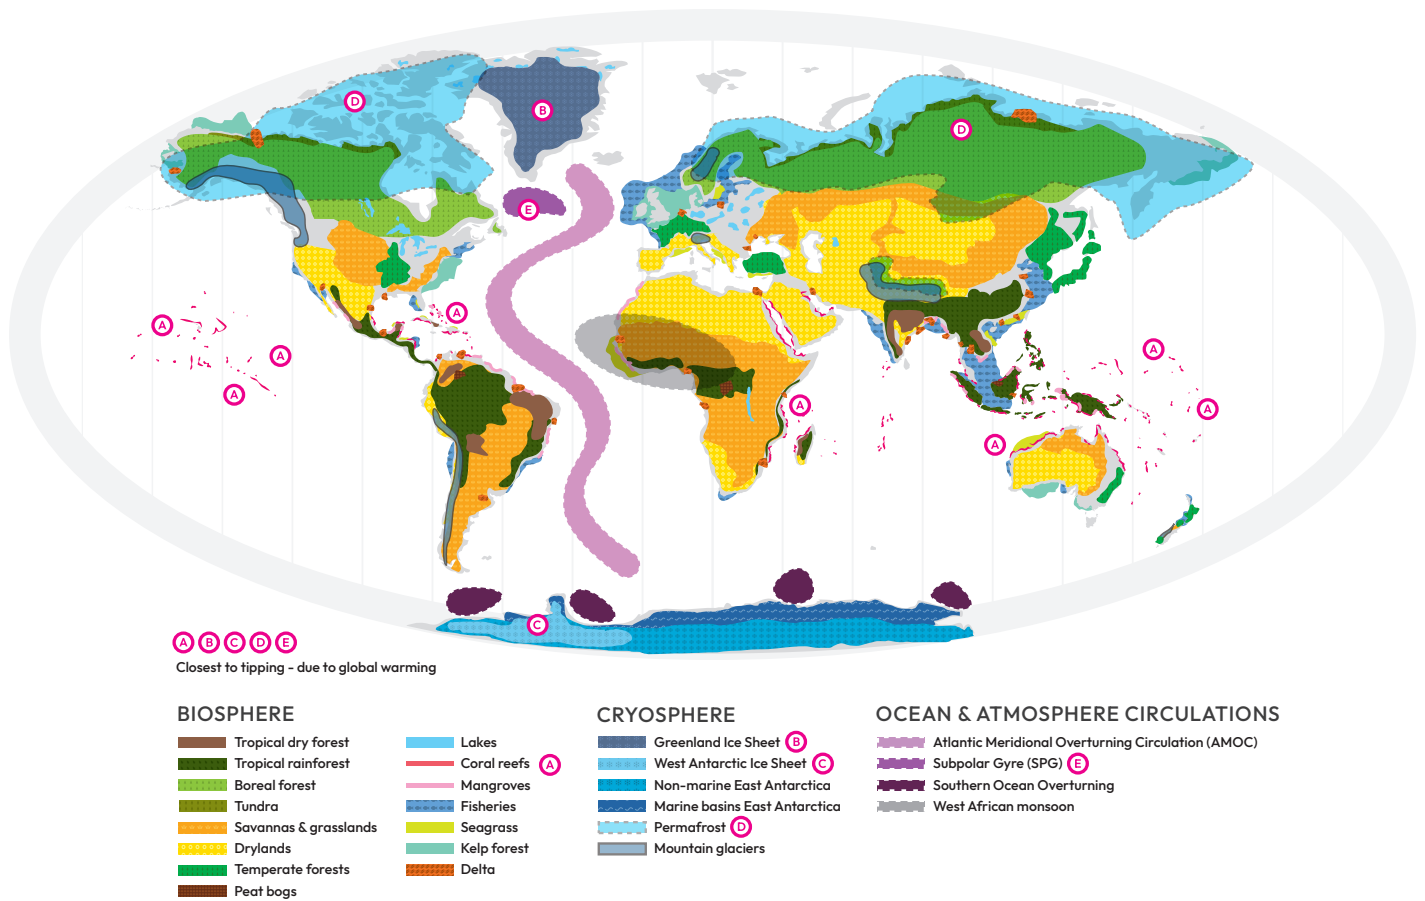 D
D
B
E
A
A
A
A
A
A
A
A
C
A B C D E
Closest to tipping - due to global warming
BIOSPHERE
Tropical dry forest
Tropical rainforest
Boreal forest
Tundra
Savannas & grasslands
Drylands
Temperate forests
Peat bogs
Lakes
Coral reefs A
Mangroves
Fisheries
Seagrass
Kelp forest
Delta
CRYOSPHERE
Greenland Ice Sheet B
West Antarctic Ice Sheet C
Non-marine East Antarctica
Marine basins East Antarctica
Permafrost D
Mountain glaciers
OCEAN & ATMOSPHERE CIRCULATIONS
Atlantic Meridional Overturning Circulation (AMOC)
Subpolar Gyre (SPG) E
Southern Ocean Overturning
West African monsoon